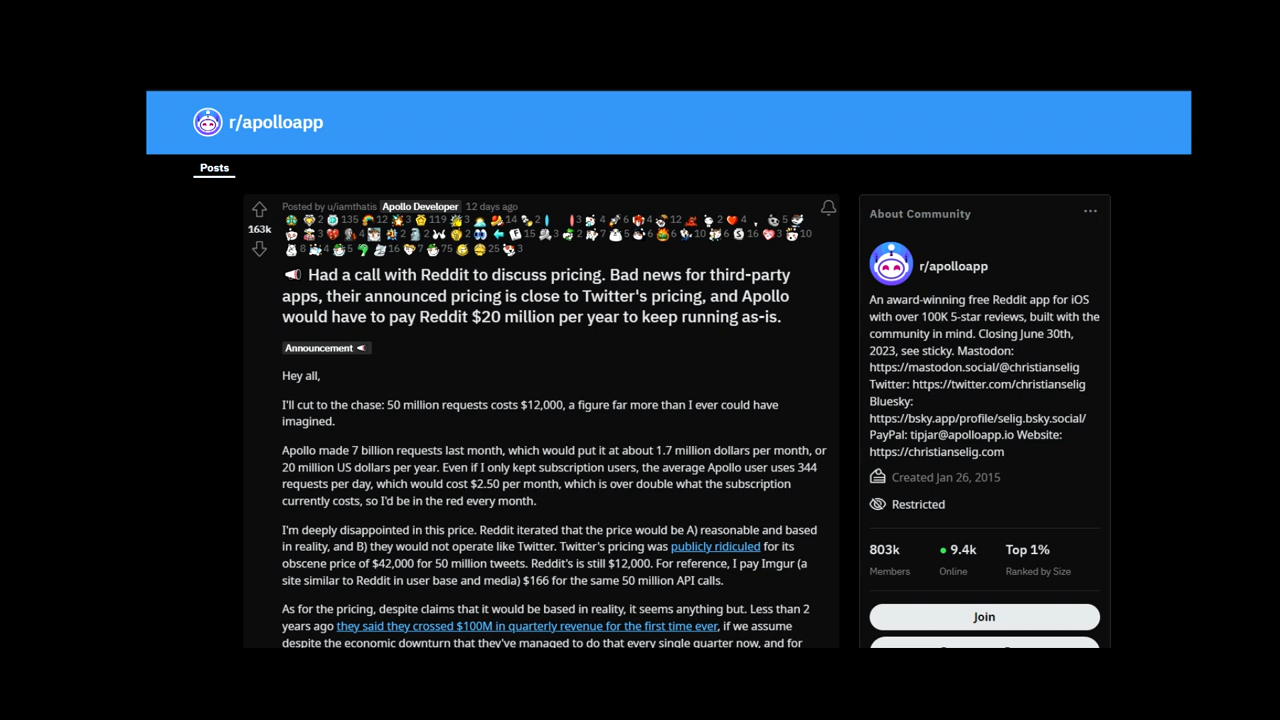 r/apolloapp
Posts
Posted by u/iamthatis Apollo Developer 12 days ago
163k
📣 Had a call with Reddit to discuss pricing. Bad news for third-party
apps, their announced pricing is close to Twitter's pricing, and Apollo
would have to pay Reddit $20 million per year to keep running as-is.
Announcement
Hey all,
I'll cut to the chase: 50 million requests costs $12,000, a figure far more than I ever could have
imagined.
Apollo made 7 billion requests last month, which would put it at about 1.7 million dollars per month, or
20 million US dollars per year. Even if I only kept subscription users, the average Apollo user uses 344
requests per day, which would cost $2.50 per month, which is over double what the subscription
currently costs, so I'd be in the red every month.
I'm deeply disappointed in this price. Reddit iterated that the price would be A) reasonable and based
in reality, and B) they would not operate like Twitter. Twitter's pricing was publicly ridiculed for its
obscene price of $42,000 for 50 million tweets. Reddit's is still $12,000. For reference, I pay Imgur (a
site similar to Reddit in user base and media) $166 for the same 50 million API calls.
As for the pricing, despite claims that it would be based in reality, it seems anything but. Less than 2
years ago they said they crossed $100M in quarterly revenue for the first time ever, if we assume
despite the economic downturn that they've managed to do that every single quarter now, and for
About Community
r/apolloapp
An award-winning free Reddit app for iOS
with over 100K 5-star reviews, built with the
community in mind. Closing June 30th,
2023, see sticky. Mastodon:
https://mastodon.social/@christianselig
Twitter: https://twitter.com/christianselig
Bluesky:
https://bsky.app/profile/selig.bsky.social/
PayPal: tipjar@apolloapp.io Website:
https://christianselig.com
Created Jan 26, 2015
Restricted
803k 9.4k Top 1%
Members Online Ranked by Size
Join